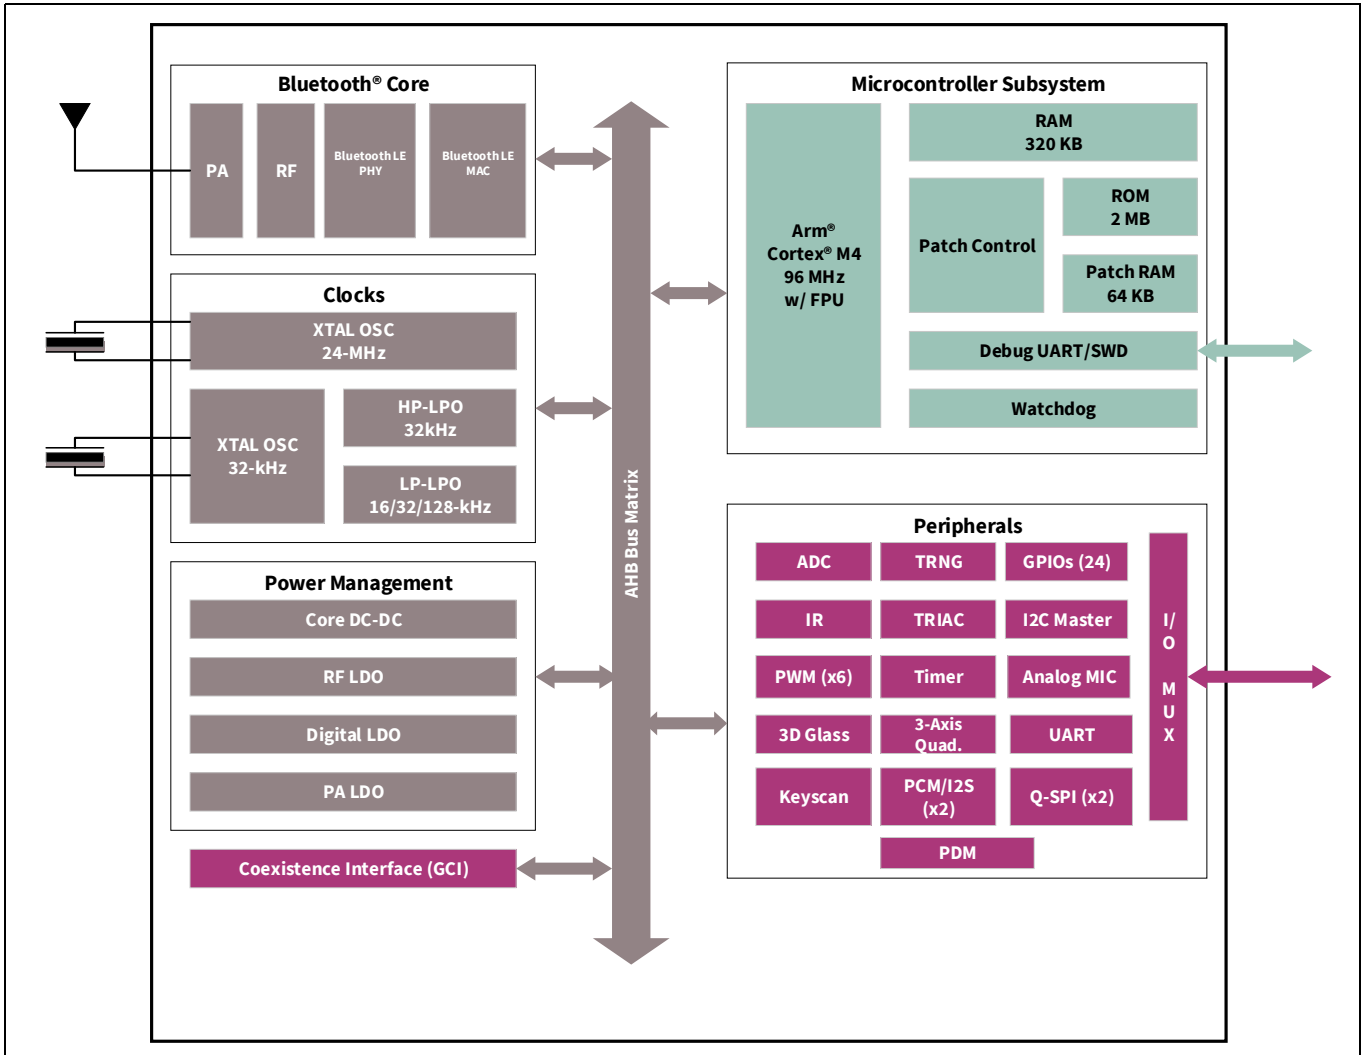 Bluetooth® Core
PA
RF
Bluetooth LE
PHY
Bluetooth LE
MAC
Clocks
XTAL OSC
24-MHz
XTAL OSC
32-kHz
HP-LPO
32kHz
LP-LPO
16/32/128-kHz
Power Management
Core DC-DC
RF LDO
Digital LDO
PA LDO
Coexistence Interface (GCI)
AHB Bus Matrix
Microcontroller Subsystem
Arm®
Cortex® M4
96 MHz
w/ FPU
RAM
320 KB
Patch Control
ROM
2 MB
Patch RAM
64 KB
Debug UART/SWD
Watchdog
Peripherals
ADC
TRNG
GPIOs (24)
IR
TRIAC
I2C Master
PWM (x6)
Timer
Analog MIC
3D Glass
3-Axis
Quad.
UART
Keyscan
PCM/I2S
(x2)
Q-SPI (x2)
PDM
I/O MUX